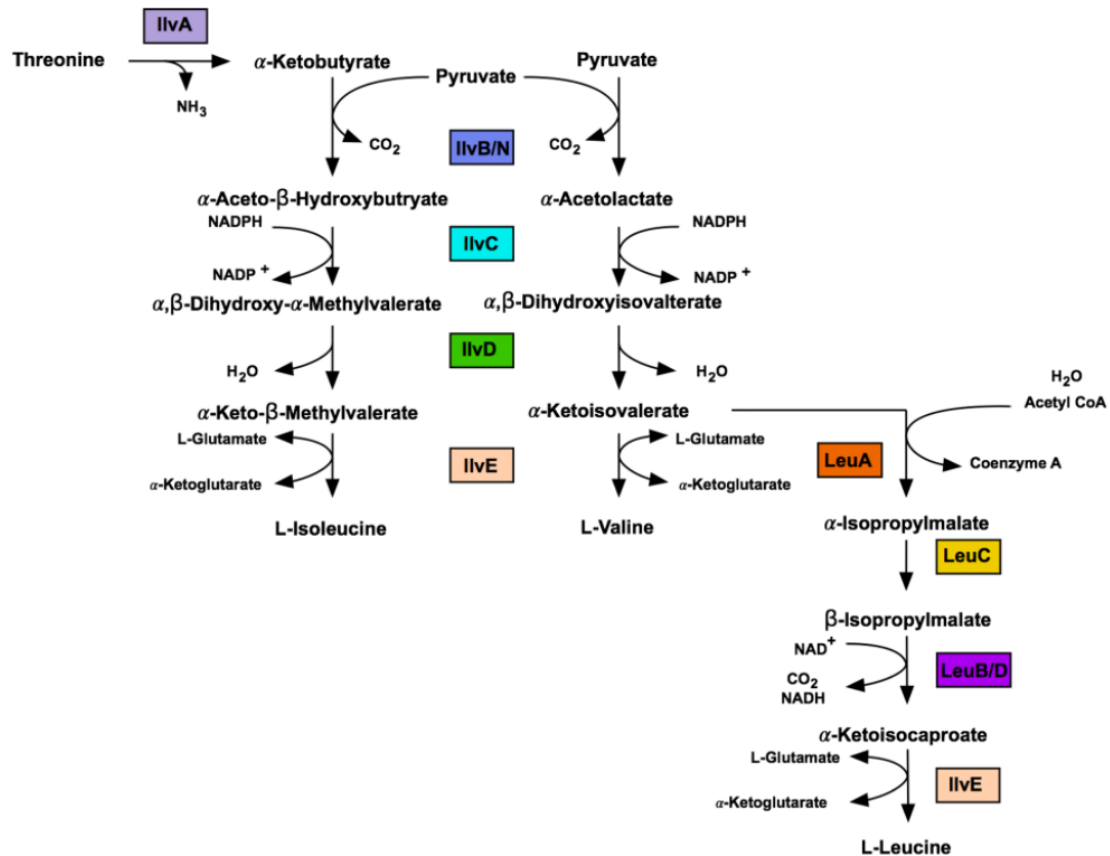 IlvA
Threonine
α-Ketobutyrate
Pyruvate
Pyruvate
NH3
CO2
IlvB/N
CO2
α-Aceto-β-Hydroxybutryate
α-Acetolactate
NADPH
IlvC
NADPH
NADP +
NADP +
α,β-Dihydroxy-α-Methylvalerate
α,β-Dihydroxyisovalterate
IlvD
H2O
H2O
H2O
Acetyl CoA
α-Keto-β-Methylvalerate
α-Ketoisovalerate
L-Glutamate
IlvE
L-Glutamate
LeuA
Coenzyme A
α-Ketoglutarate
α-Ketoglutarate
L-Isoleucine
L-Valine
α-Isopropylmalate
LeuC
β-Isopropylmalate
NAD+
LeuB/D
CO2
NADH
α-Ketoisocaproate
L-Glutamate
IlvE
α-Ketoglutarate
L-Leucine